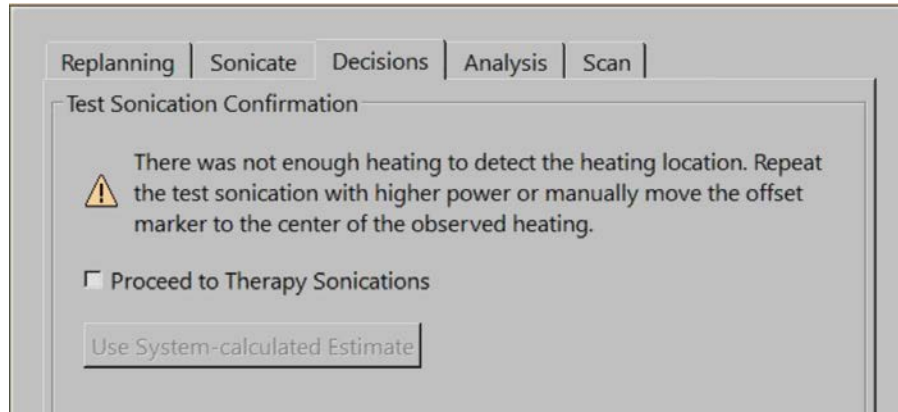 Replanning Sonicate Decisions Analysis Scan
Test Sonication Confirmation
There was not enough heating to detect the heating location. Repeat
the test sonication with higher power or manually move the offset
marker to the center of the observed heating.
Proceed to Therapy Sonications
Use System-calculated Estimate